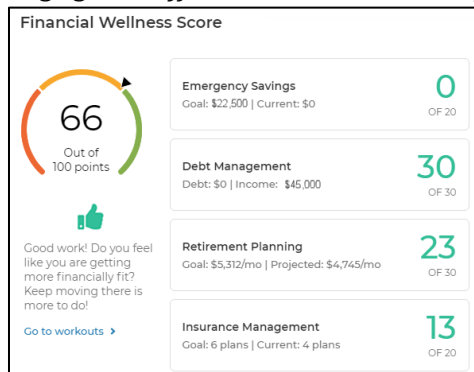 Financial Wellness Score
66
Out of
100 points
Good work! Do you feel
like you are getting
more financially fit?
Keep moving there is
more to do!
Go to workouts >
Emergency Savings
Goal: $22,500 | Current: $0
0
OF 20
Debt Management
Debt: $0 | Income: $45,000
30
OF 30
Retirement Planning
Goal: $5,312/mo | Projected: $4,745/mo
23
OF 30
Insurance Management
Goal: 6 plans | Current: 4 plans
13
OF 20